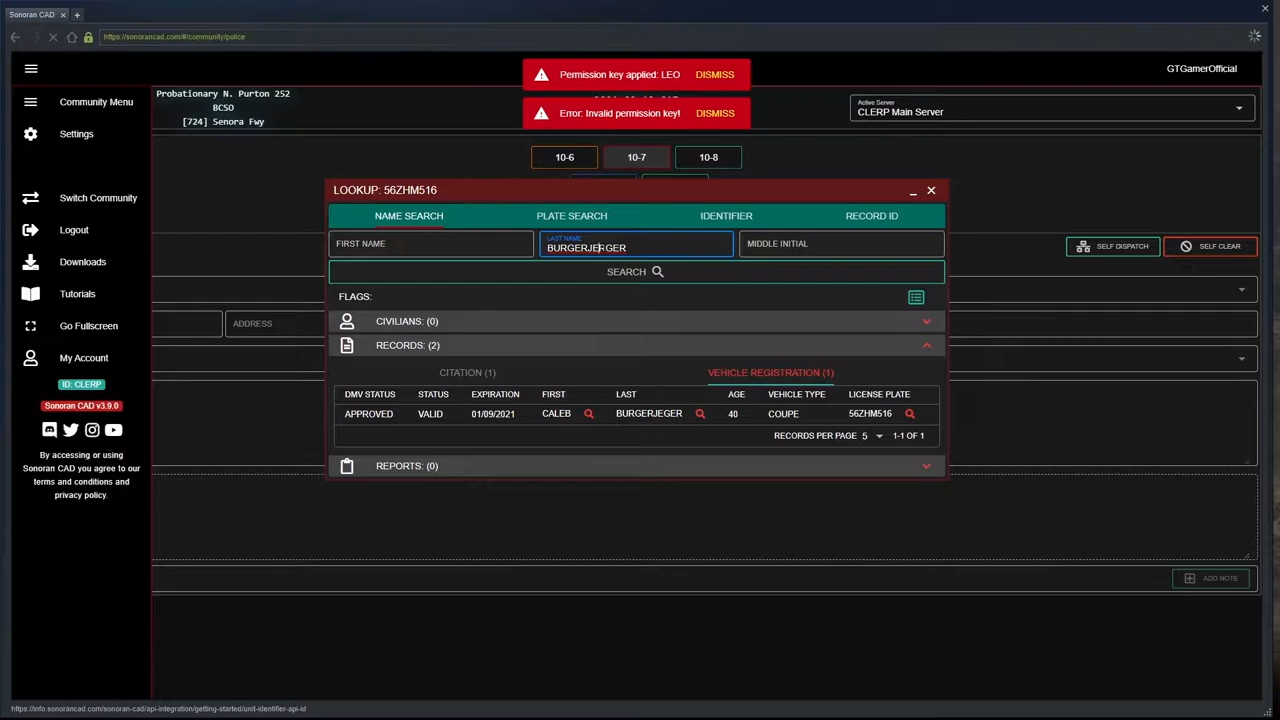 Sonoran CAD
https://sonorancad.com/#/community/police
Permission key applied: LEO DISMISS
GTGamerOfficial
Error: Invalid permission key! DISMISS
Probationary N. Purton 252
BCSO
[724] Senora Fwy
Active Server
CLERP Main Server
Community Menu
Settings
Switch Community
Logout
Downloads
Tutorials
Go Fullscreen
My Account
ID: CLERP
Sonoran CAD v3.9.0
By accessing or using
Sonoran CAD you agree to our
terms and conditions and
privacy policy.
10-6 10-7 10-8
LOOKUP: 56ZHM516
NAME SEARCH PLATE SEARCH IDENTIFIER RECORD ID
FIRST NAME
LAST NAME
BURGERJERGER
MIDDLE INITIAL
SEARCH
SELF DISPATCH SELF CLEAR
FLAGS:
CIVILIANS: (0)
ADDRESS
RECORDS: (2)
CITATION (1) VEHICLE REGISTRATION (1)
DMV STATUS STATUS EXPIRATION FIRST LAST AGE VEHICLE TYPE LICENSE PLATE
APPROVED VALID 01/09/2021 CALEB BURGERJEGER 40 COUPE 56ZHM516
RECORDS PER PAGE 5 1-1 OF 1
REPORTS: (0)
ADD NOTE
https://info.sonorancad.com/sonoran-cad/api-integration/getting-started/unit-identifier-api-id